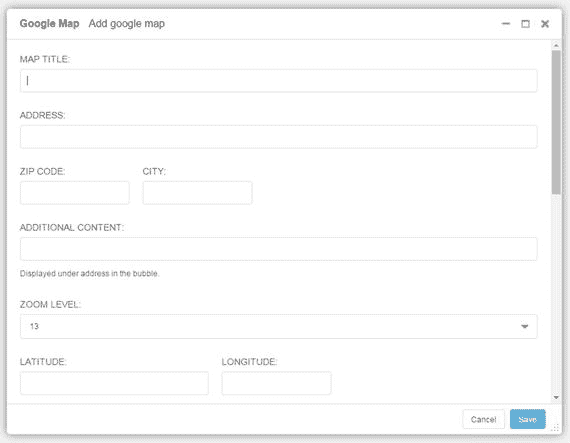 Google Map Add google map
MAP TITLE:
ADDRESS:
ZIP CODE: CITY:
ADDITIONAL CONTENT:
Displayed under address in the bubble.
ZOOM LEVEL:
13
LATITUDE: LONGITUDE:
Cancel Save